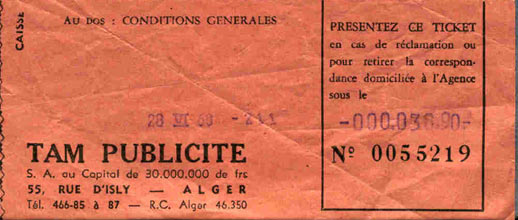 CAISSE
AU DOS : CONDITIONS GENERALES
TAM PUBLICITE
S. A. au Capital de 30.000.000 de frs
55, RUE D'ISLY — ALGER
Tél. 466-85 à 87 — R.C. Alger 46.350
PRESENTEZ CE TICKET
en cas de réclamation ou
pour retirer la correspon-
dance domiciliée à l'Agence
sous le
Nº 0055219